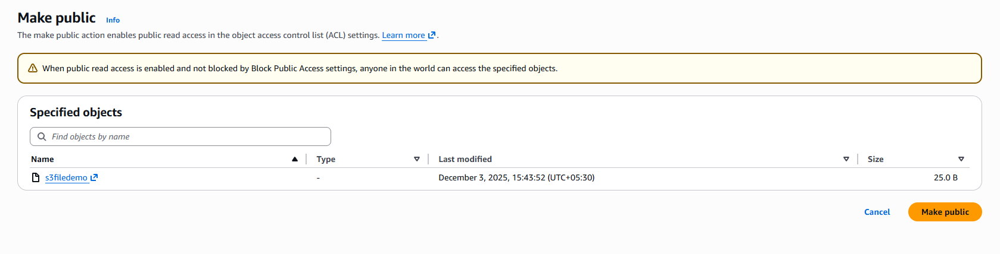 Make public Info
The make public action enables public read access in the object access control list (ACL) settings. Learn more.
When public read access is enabled and not blocked by Block Public Access settings, anyone in the world can access the specified objects.
Specified objects
Find objects by name
Name Type Last modified Size
s3filedemo - December 3, 2025, 15:43:52 (UTC+05:30) 25.0 B
Cancel Make public